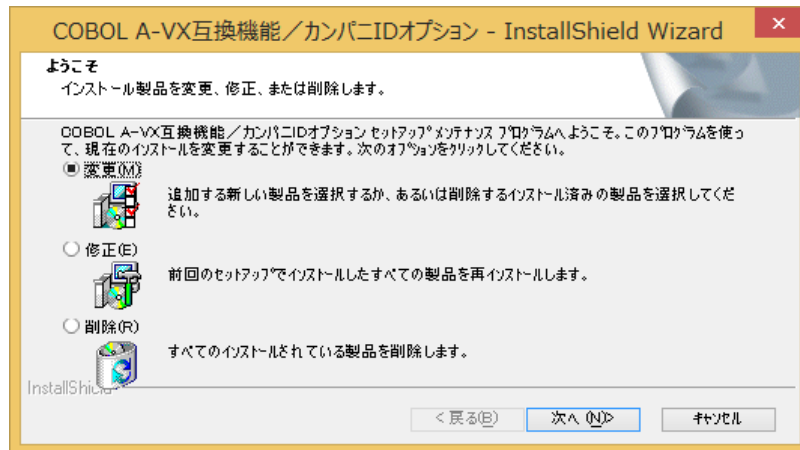 COBOL A-VX互換機能／カンパニIDオプション - InstallShield Wizard
ようこそ
インストール製品を変更、修正、または削除します。
COBOL A-VX互換機能／カンパニIDオプション セットアップ メンテナンス プログラムへようこそ。このプログラムを使っ
て、現在のインストールを変更することができます。次のオプションをクリックしてください。
変更(M)
追加する新しい製品を選択するか、あるいは削除するインストール済みの製品を選択してくだ
さい。
修正(E)
前回のセットアップでインストールしたすべての製品を再インストールします。
削除(R)
すべてのインストールされている製品を削除します。
InstallShield
< 戻る(B)
次へ (N)>
キャンセル